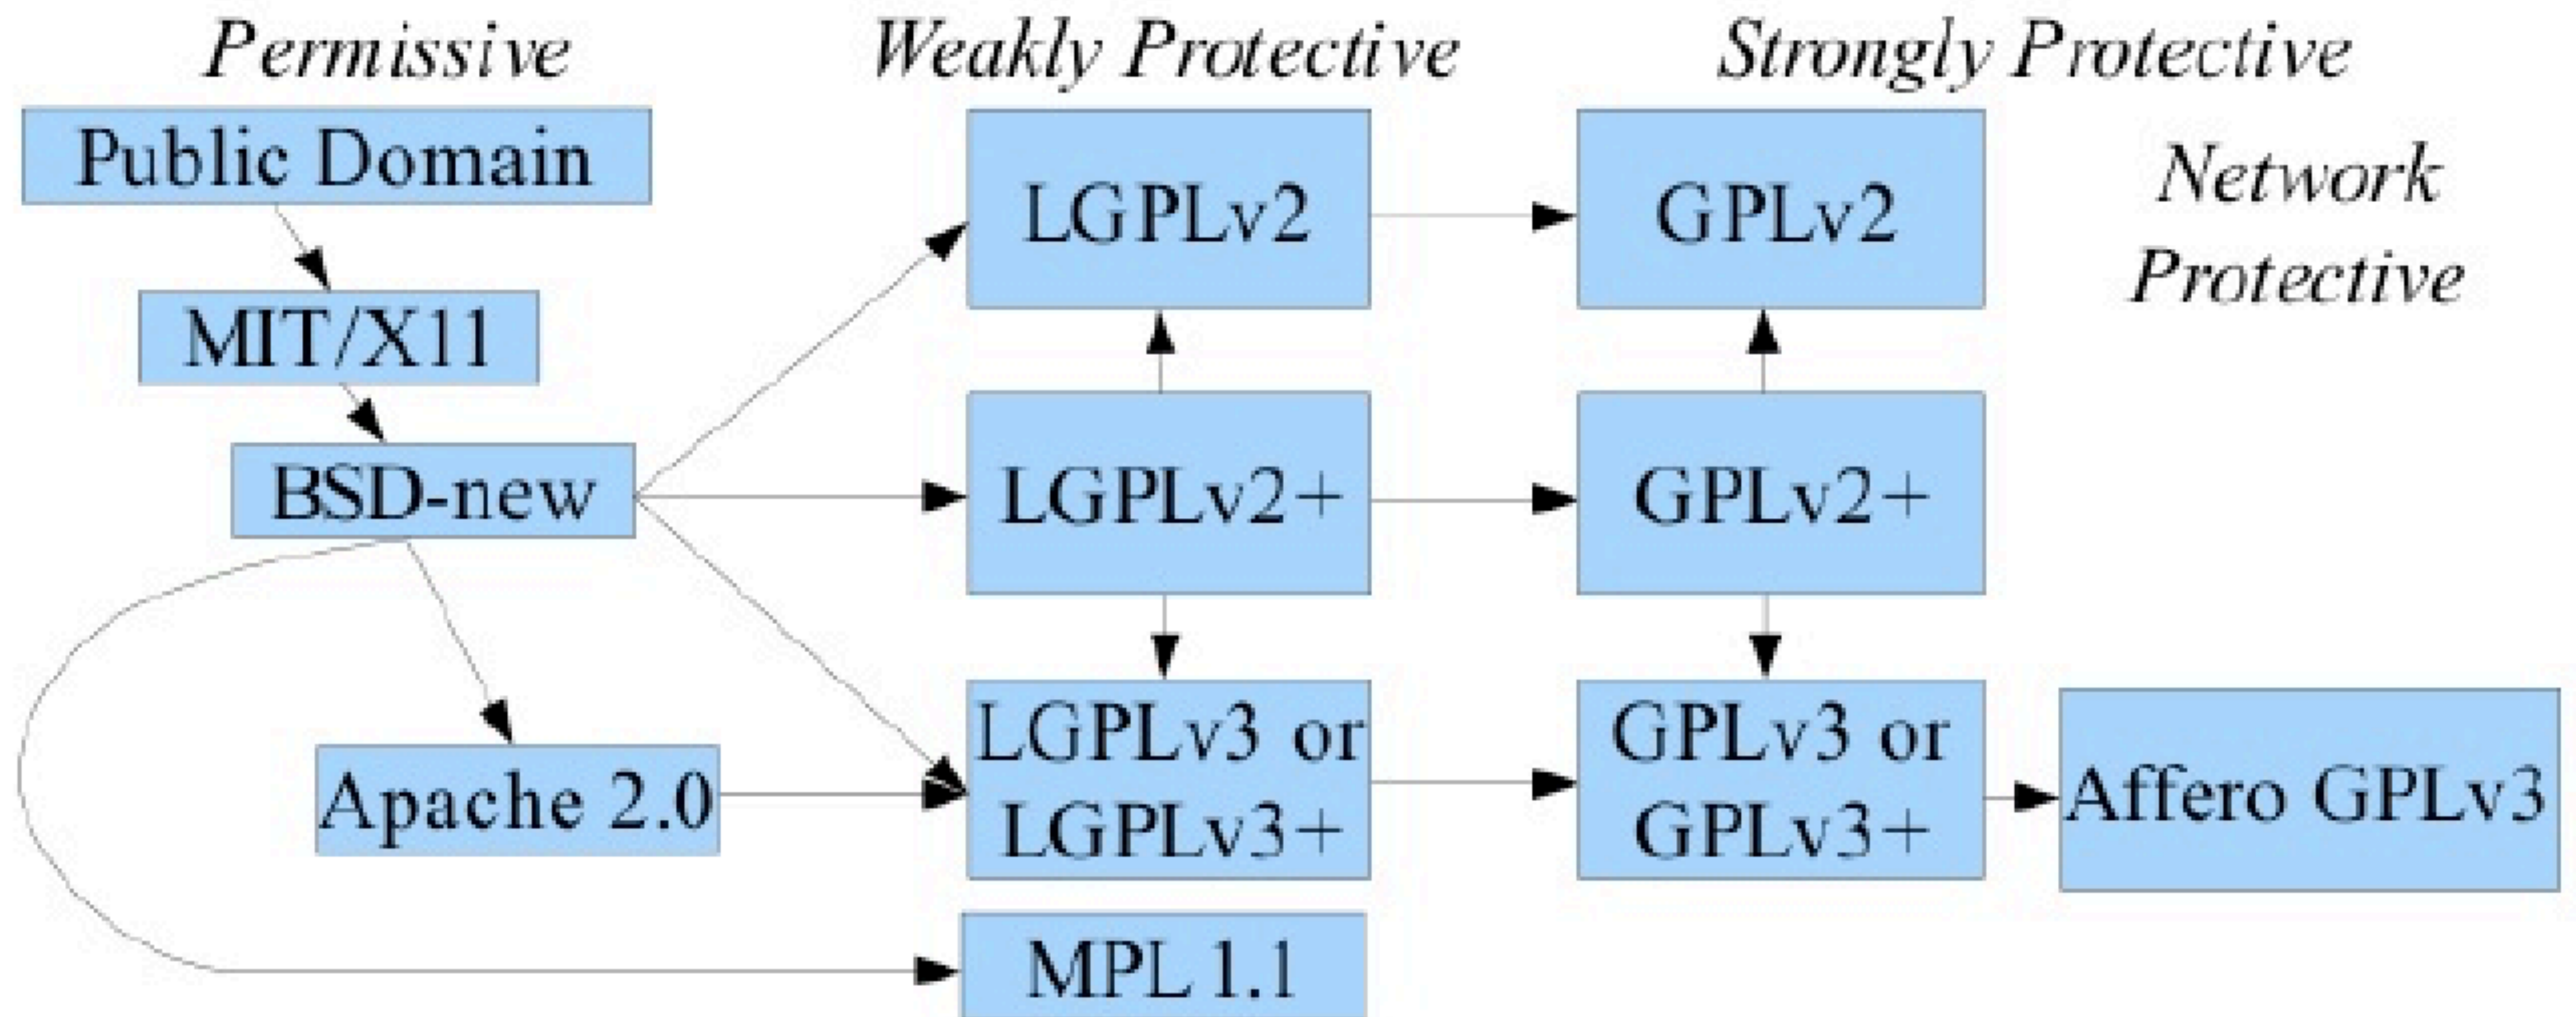 Permissive
Weakly Protective
Strongly Protective
Public Domain
LGPLv2
GPLv2
Network
Protective
MIT/X11
BSD-new
LGPLv2+
GPLv2+
Apache 2.0
LGPLv3 or
LGPLv3+
GPLv3 or
GPLv3+
Affero GPLv3
MPL 1.1